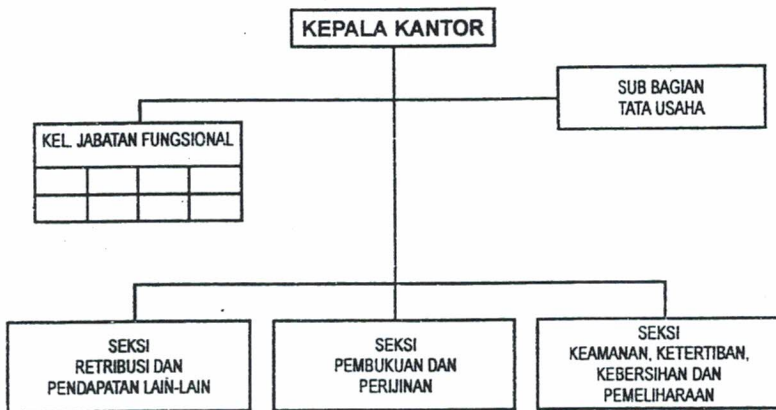 KEPALA KANTOR
SUB BAGIAN
TATA USAHA
KEL. JABATAN FUNGSIONAL
SEKSI
RETRIBUSI DAN
PENDAPATAN LAIN-LAIN
SEKSI
PEMBUKUAN DAN
PERIJINAN
SEKSI
KEAMANAN, KETERTIBAN,
KEBERSIHAN DAN
PEMELIHARAAN